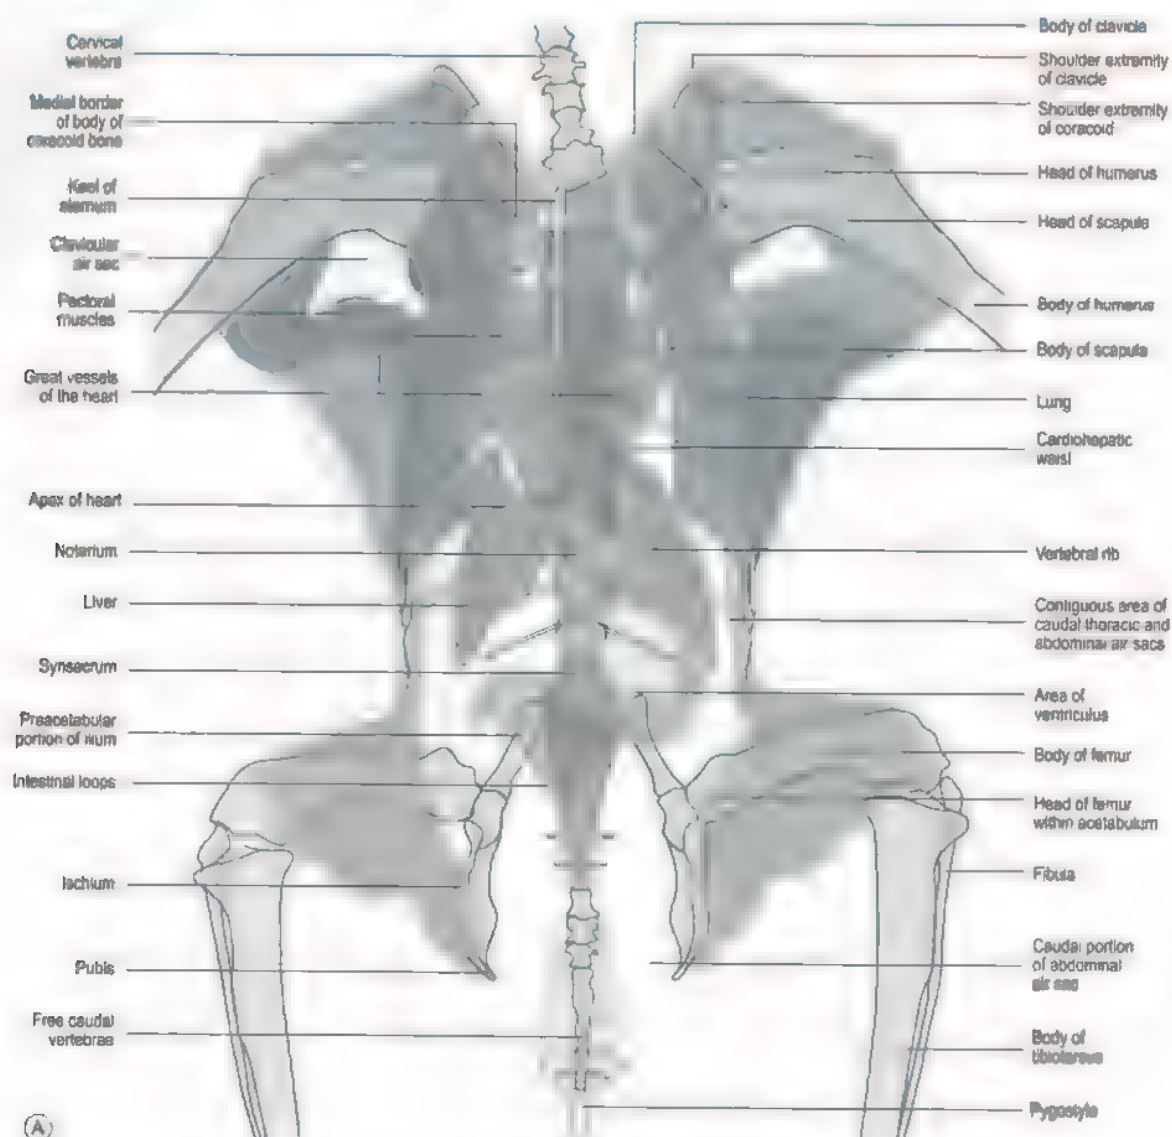 Cervical
vertebra
Medial border
of body of
coracoid bone
Keel of
sternum
Clavicular
air sac
Pectoral
muscles
Great vessels
of the heart
Apex of heart
Notarium
Liver
Synsacrum
Preacetabular
portion of ilium
Intestinal loops
Ischium
Pubis
Free caudal
vertebrae
A
Body of clavicle
Shoulder extremity
of clavicle
Shoulder extremity
of coracoid
Head of humerus
Head of scapula
Body of humerus
Body of scapula
Lung
Cardiohepatic
waist
Vertebral rib
Contiguous area of
caudal thoracic and
abdominal air sacs
Area of
ventriculus
Body of femur
Head of femur
within acetabulum
Fibula
Caudal portion
of abdominal
air sac
Body of
tibiotarsus
Pygostyle